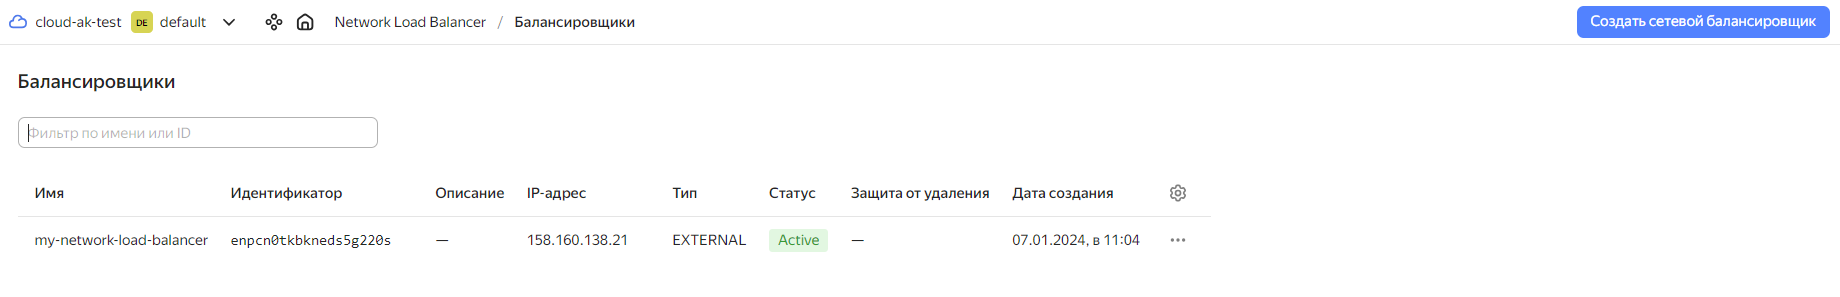 cloud-ak-test DE default Network Load Balancer / Балансировщики Создать сетевой балансировщик
Балансировщики
Фильтр по имени или ID
Имя Идентификатор Описание IP-адрес Тип Статус Защита от удаления Дата создания
my-network-load-balancer enpcn0tkbkneds5g220s — 158.160.138.21 EXTERNAL Active — 07.01.2024, в 11:04